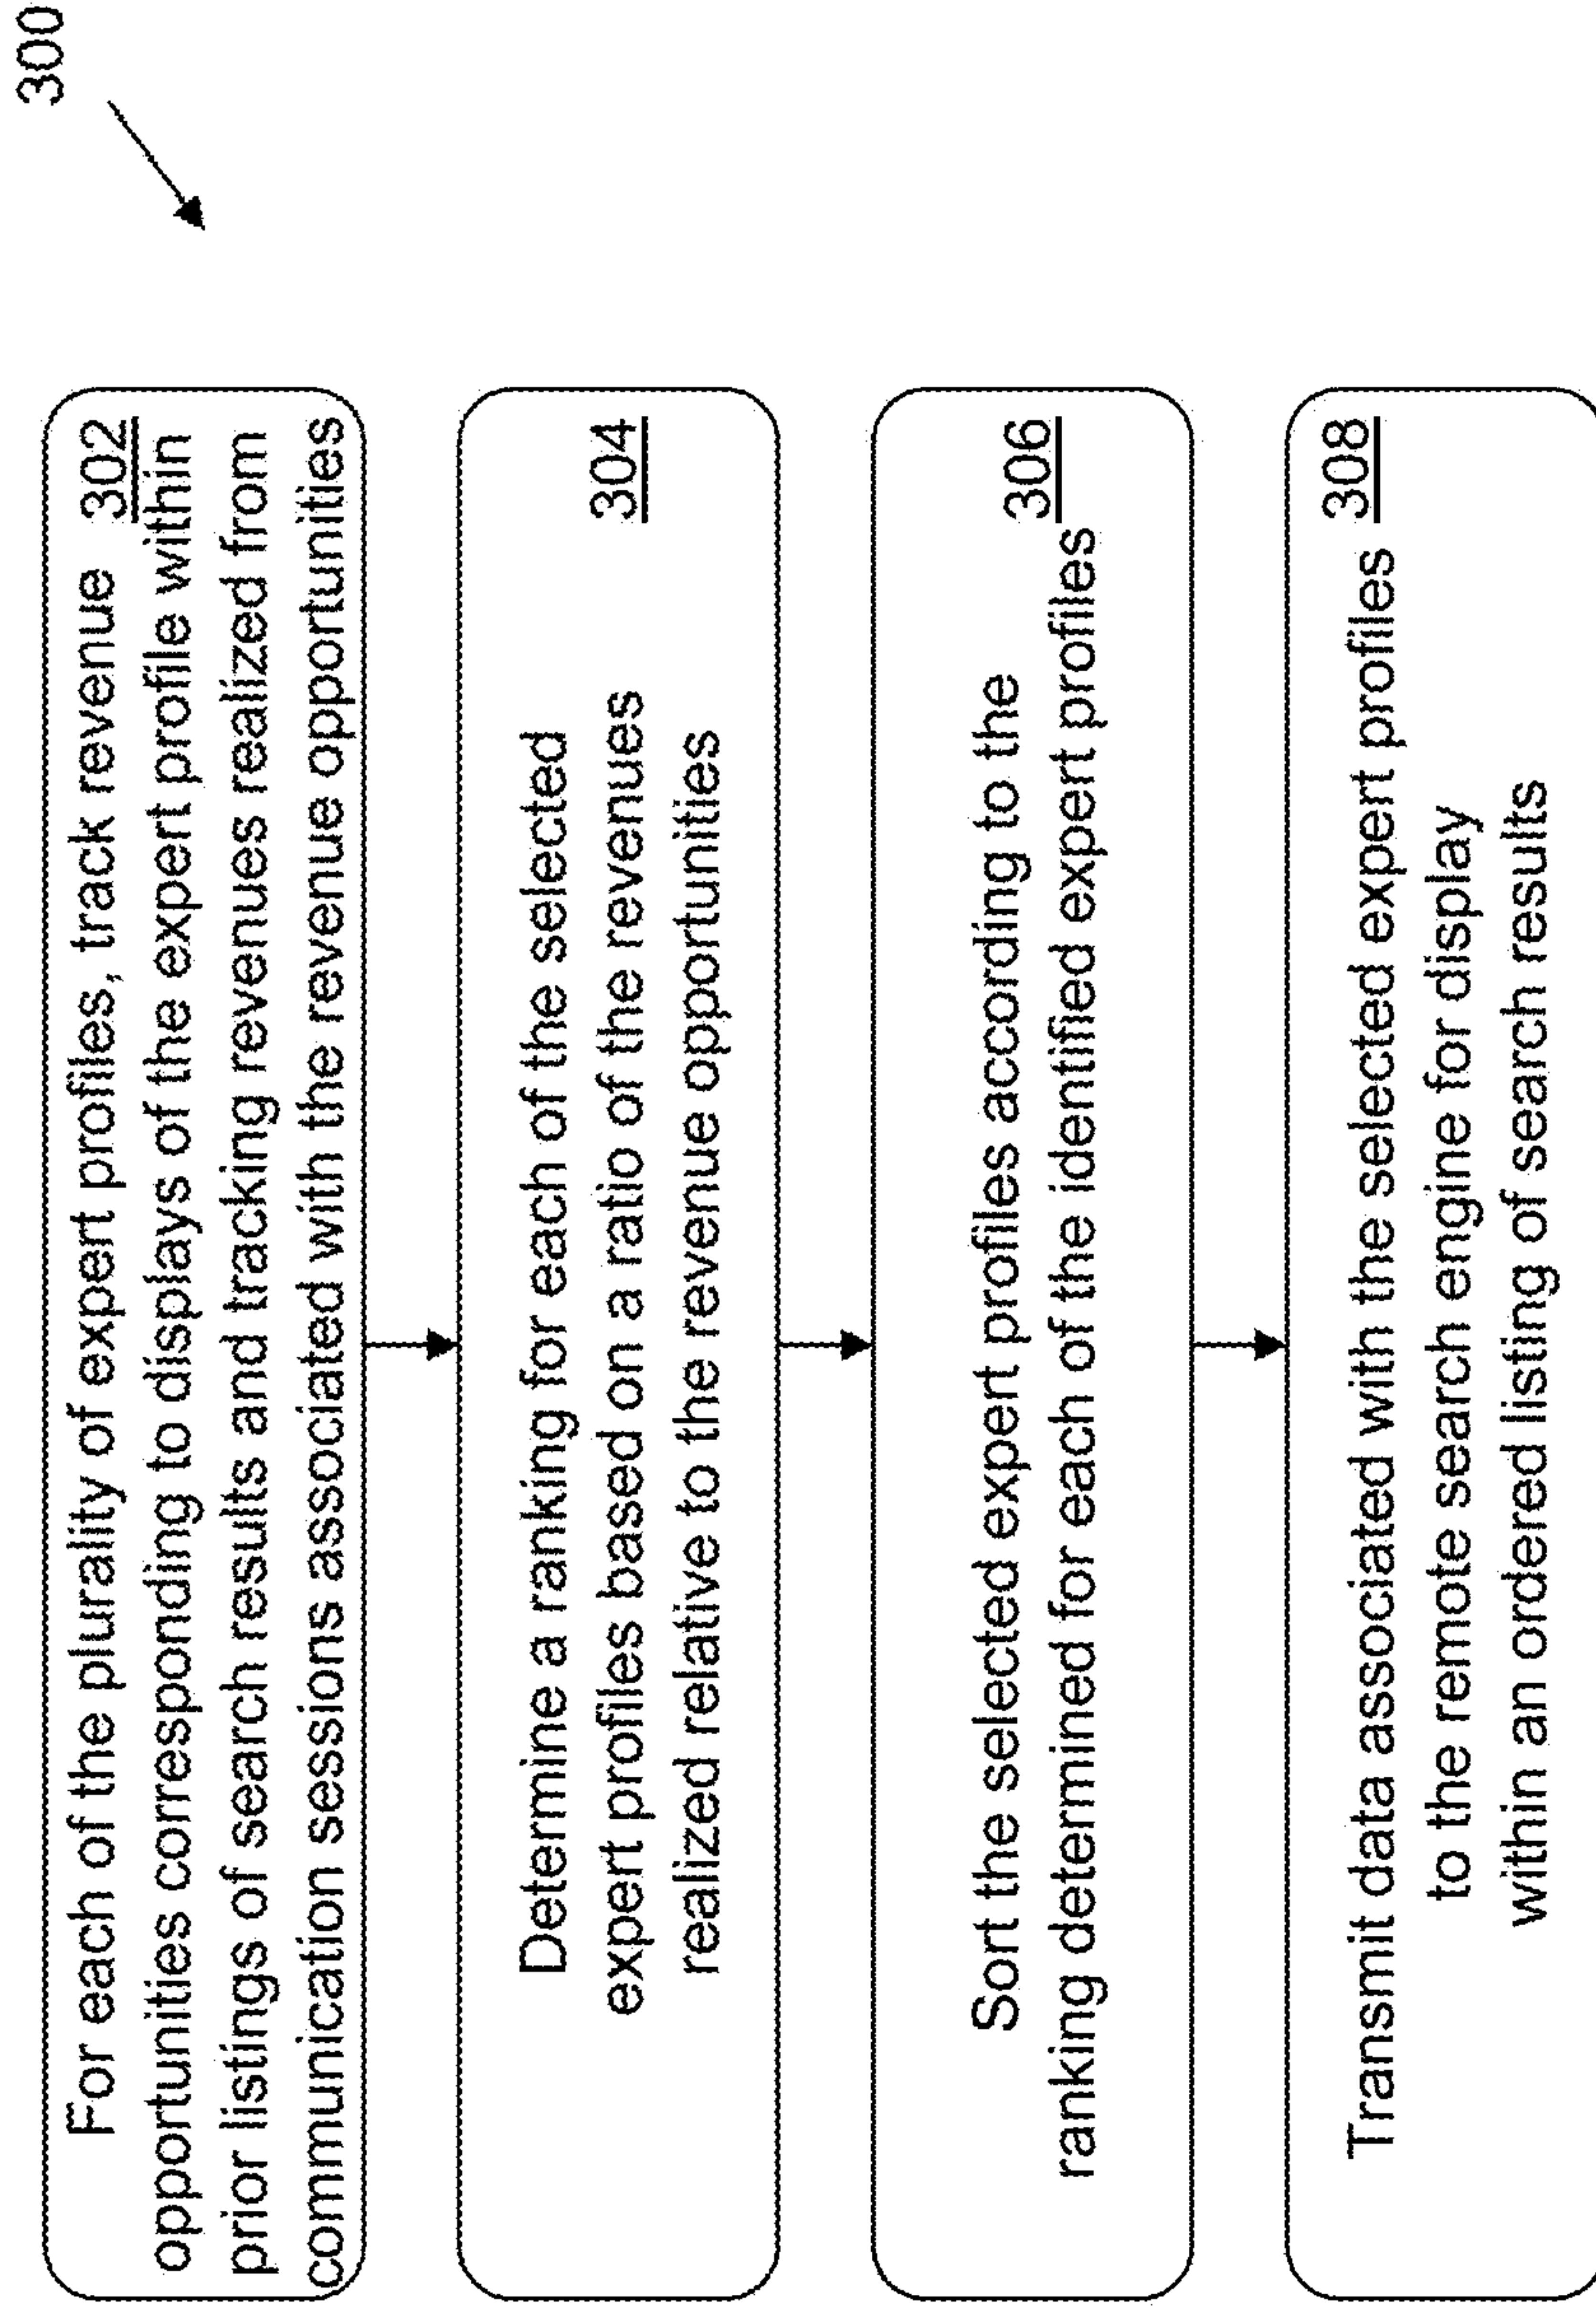 300
For each of the plurality of expert profiles, track revenue 302
opportunities corresponding to displays of the expert profile within
prior listings of search results and tracking revenues realized from
communication sessions associated with the revenue opportunities
304
Determine a ranking for each of the selected
expert profiles based on a ratio of the revenues
realized relative to the revenue opportunities
306
Sort the selected expert profiles according to the
ranking determined for each of the identified expert profiles
308
Transmit data associated with the selected expert profiles
to the remote search engine for display
within an ordered listing of search results